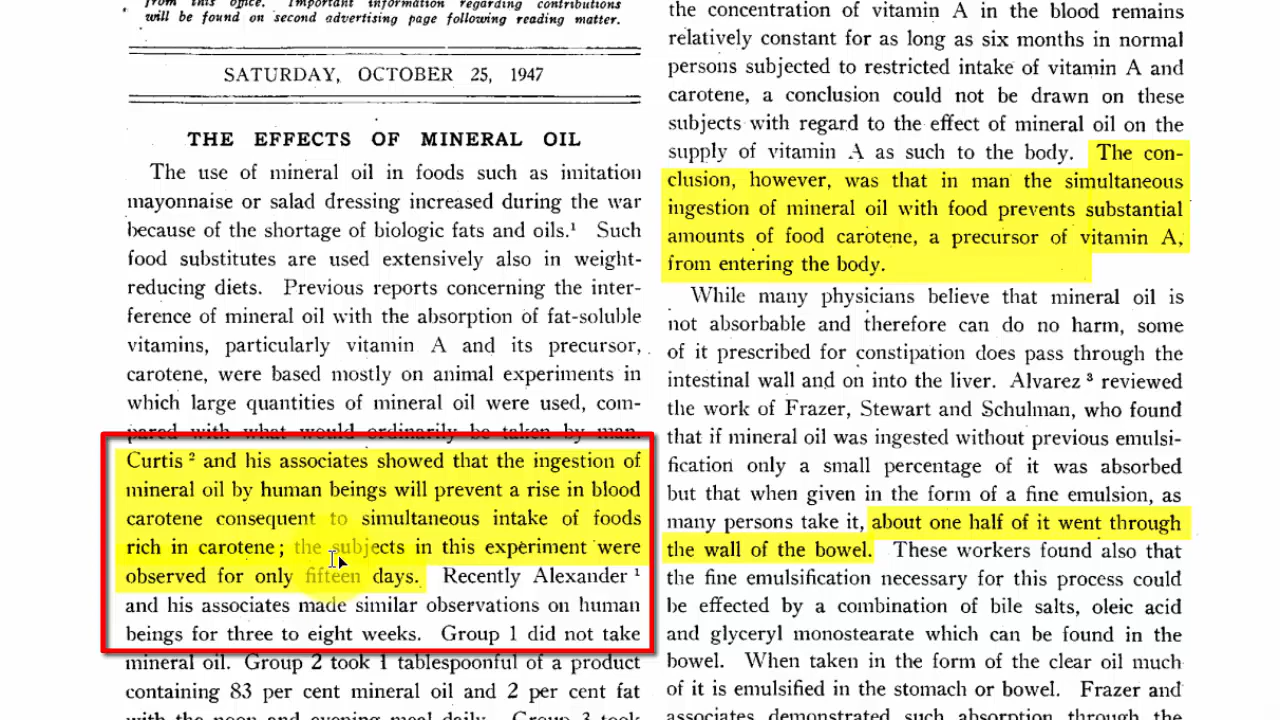 from this office. Important information regarding contributions
will be found on second advertising page following reading matter.
SATURDAY, OCTOBER 25, 1947
THE EFFECTS OF MINERAL OIL
The use of mineral oil in foods such as imitation
mayonnaise or salad dressing increased during the war
because of the shortage of biologic fats and oils.¹ Such
food substitutes are used extensively also in weight-
reducing diets. Previous reports concerning the inter-
ference of mineral oil with the absorption of fat-soluble
vitamins, particularly vitamin A and its precursor,
carotene, were based mostly on animal experiments in
which large quantities of mineral oil were used, com-
pared with what would ordinarily be taken by man.
Curtis ² and his associates showed that the ingestion of
mineral oil by human beings will prevent a rise in blood
carotene consequent to simultaneous intake of foods
rich in carotene; the subjects in this experiment were
observed for only fifteen days. Recently Alexander ¹
and his associates made similar observations on human
beings for three to eight weeks. Group 1 did not take
mineral oil. Group 2 took 1 tablespoonful of a product
containing 83 per cent mineral oil and 2 per cent fat
with the noon and evening meal daily. Group 3 took
the concentration of vitamin A in the blood remains
relatively constant for as long as six months in normal
persons subjected to restricted intake of vitamin A and
carotene, a conclusion could not be drawn on these
subjects with regard to the effect of mineral oil on the
supply of vitamin A as such to the body. The con-
clusion, however, was that in man the simultaneous
ingestion of mineral oil with food prevents substantial
amounts of food carotene, a precursor of vitamin A,
from entering the body.
While many physicians believe that mineral oil is
not absorbable and therefore can do no harm, some
of it prescribed for constipation does pass through the
intestinal wall and on into the liver. Alvarez ³ reviewed
the work of Frazer, Stewart and Schulman, who found
that if mineral oil was ingested without previous emulsi-
fication only a small percentage of it was absorbed
but that when given in the form of a fine emulsion, as
many persons take it, about one half of it went through
the wall of the bowel. These workers found also that
the fine emulsification necessary for this process could
be effected by a combination of bile salts, oleic acid
and glyceryl monostearate which can be found in the
bowel. When taken in the form of the clear oil much
of it is emulsified in the stomach or bowel. Frazer and
associates demonstrated such absorption through the